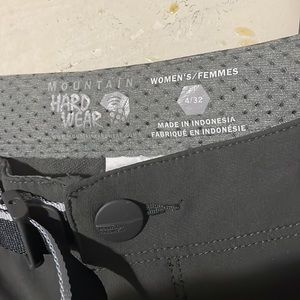 MOUNTAIN
HARD
WEAR
WOMEN'S/FEMMES
4/32
MADE IN INDONESIA
FABRIQUÉ EN INDONÉSIE